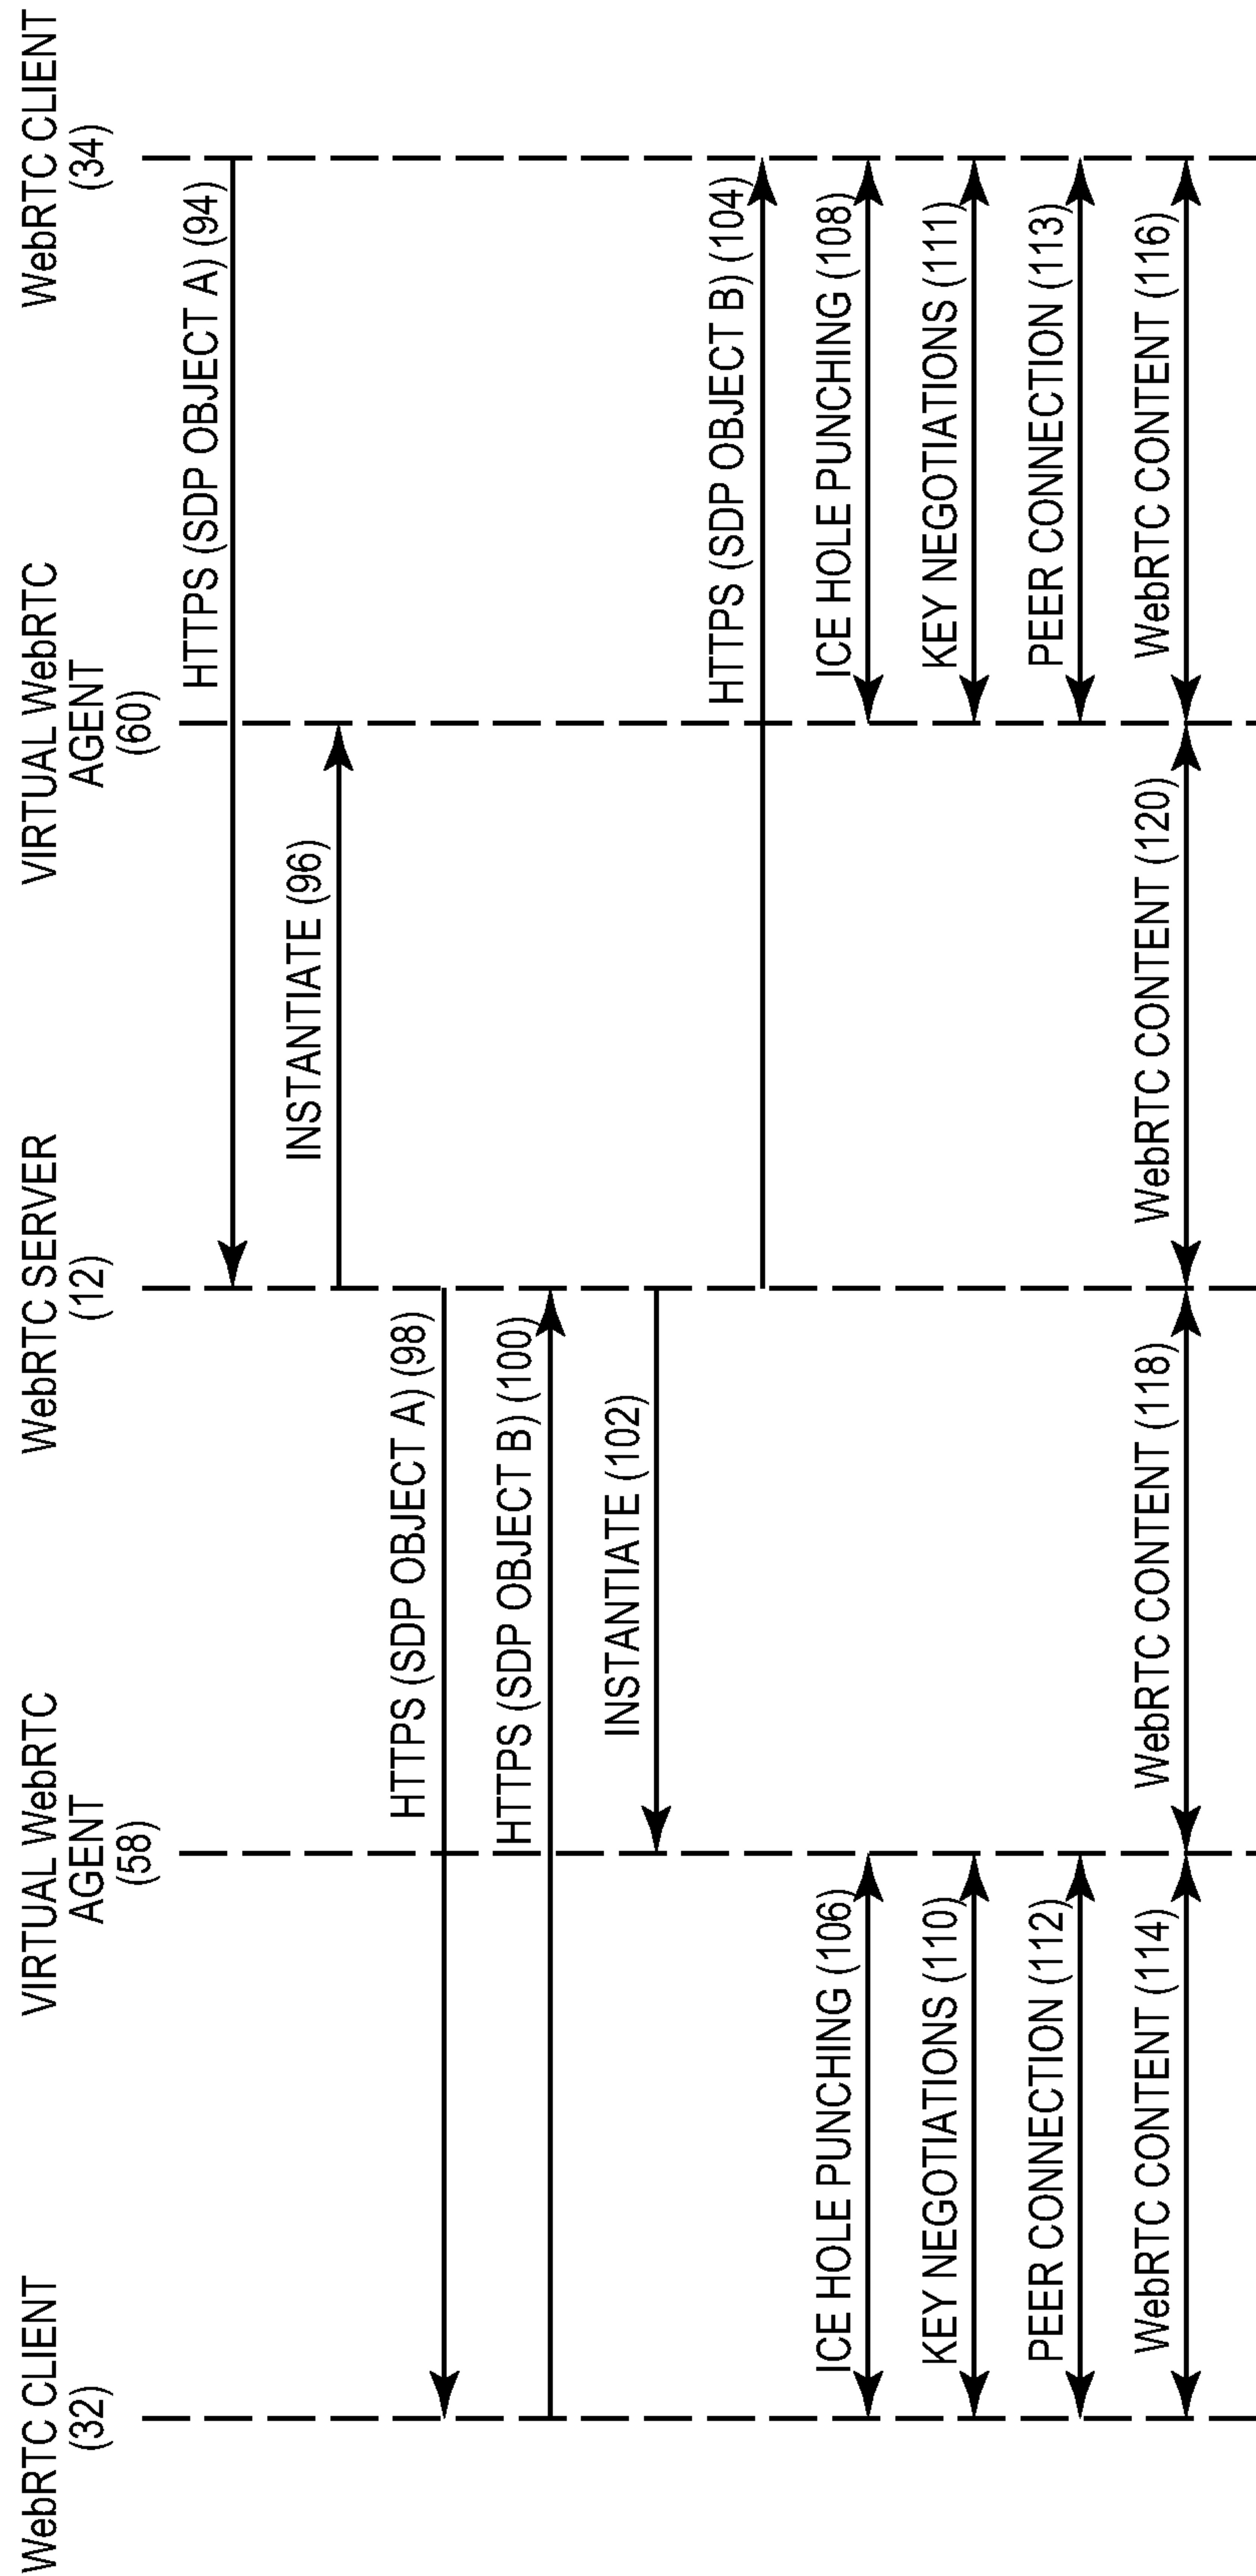 WebRTC CLIENT
(32)
VIRTUAL WebRTC
AGENT
(58)
WebRTC SERVER
(12)
VIRTUAL WebRTC
AGENT
(60)
WebRTC CLIENT
(34)
HTTPS (SDP OBJECT A) (94)
INSTANTIATE (96)
HTTPS (SDP OBJECT A) (98)
HTTPS (SDP OBJECT B) (100)
INSTANTIATE (102)
HTTPS (SDP OBJECT B) (104)
ICE HOLE PUNCHING (106)
ICE HOLE PUNCHING (108)
KEY NEGOTIATIONS (110)
KEY NEGOTIATIONS (111)
PEER CONNECTION (112)
PEER CONNECTION (113)
WebRTC CONTENT (114)
WebRTC CONTENT (118)
WebRTC CONTENT (120)
WebRTC CONTENT (116)